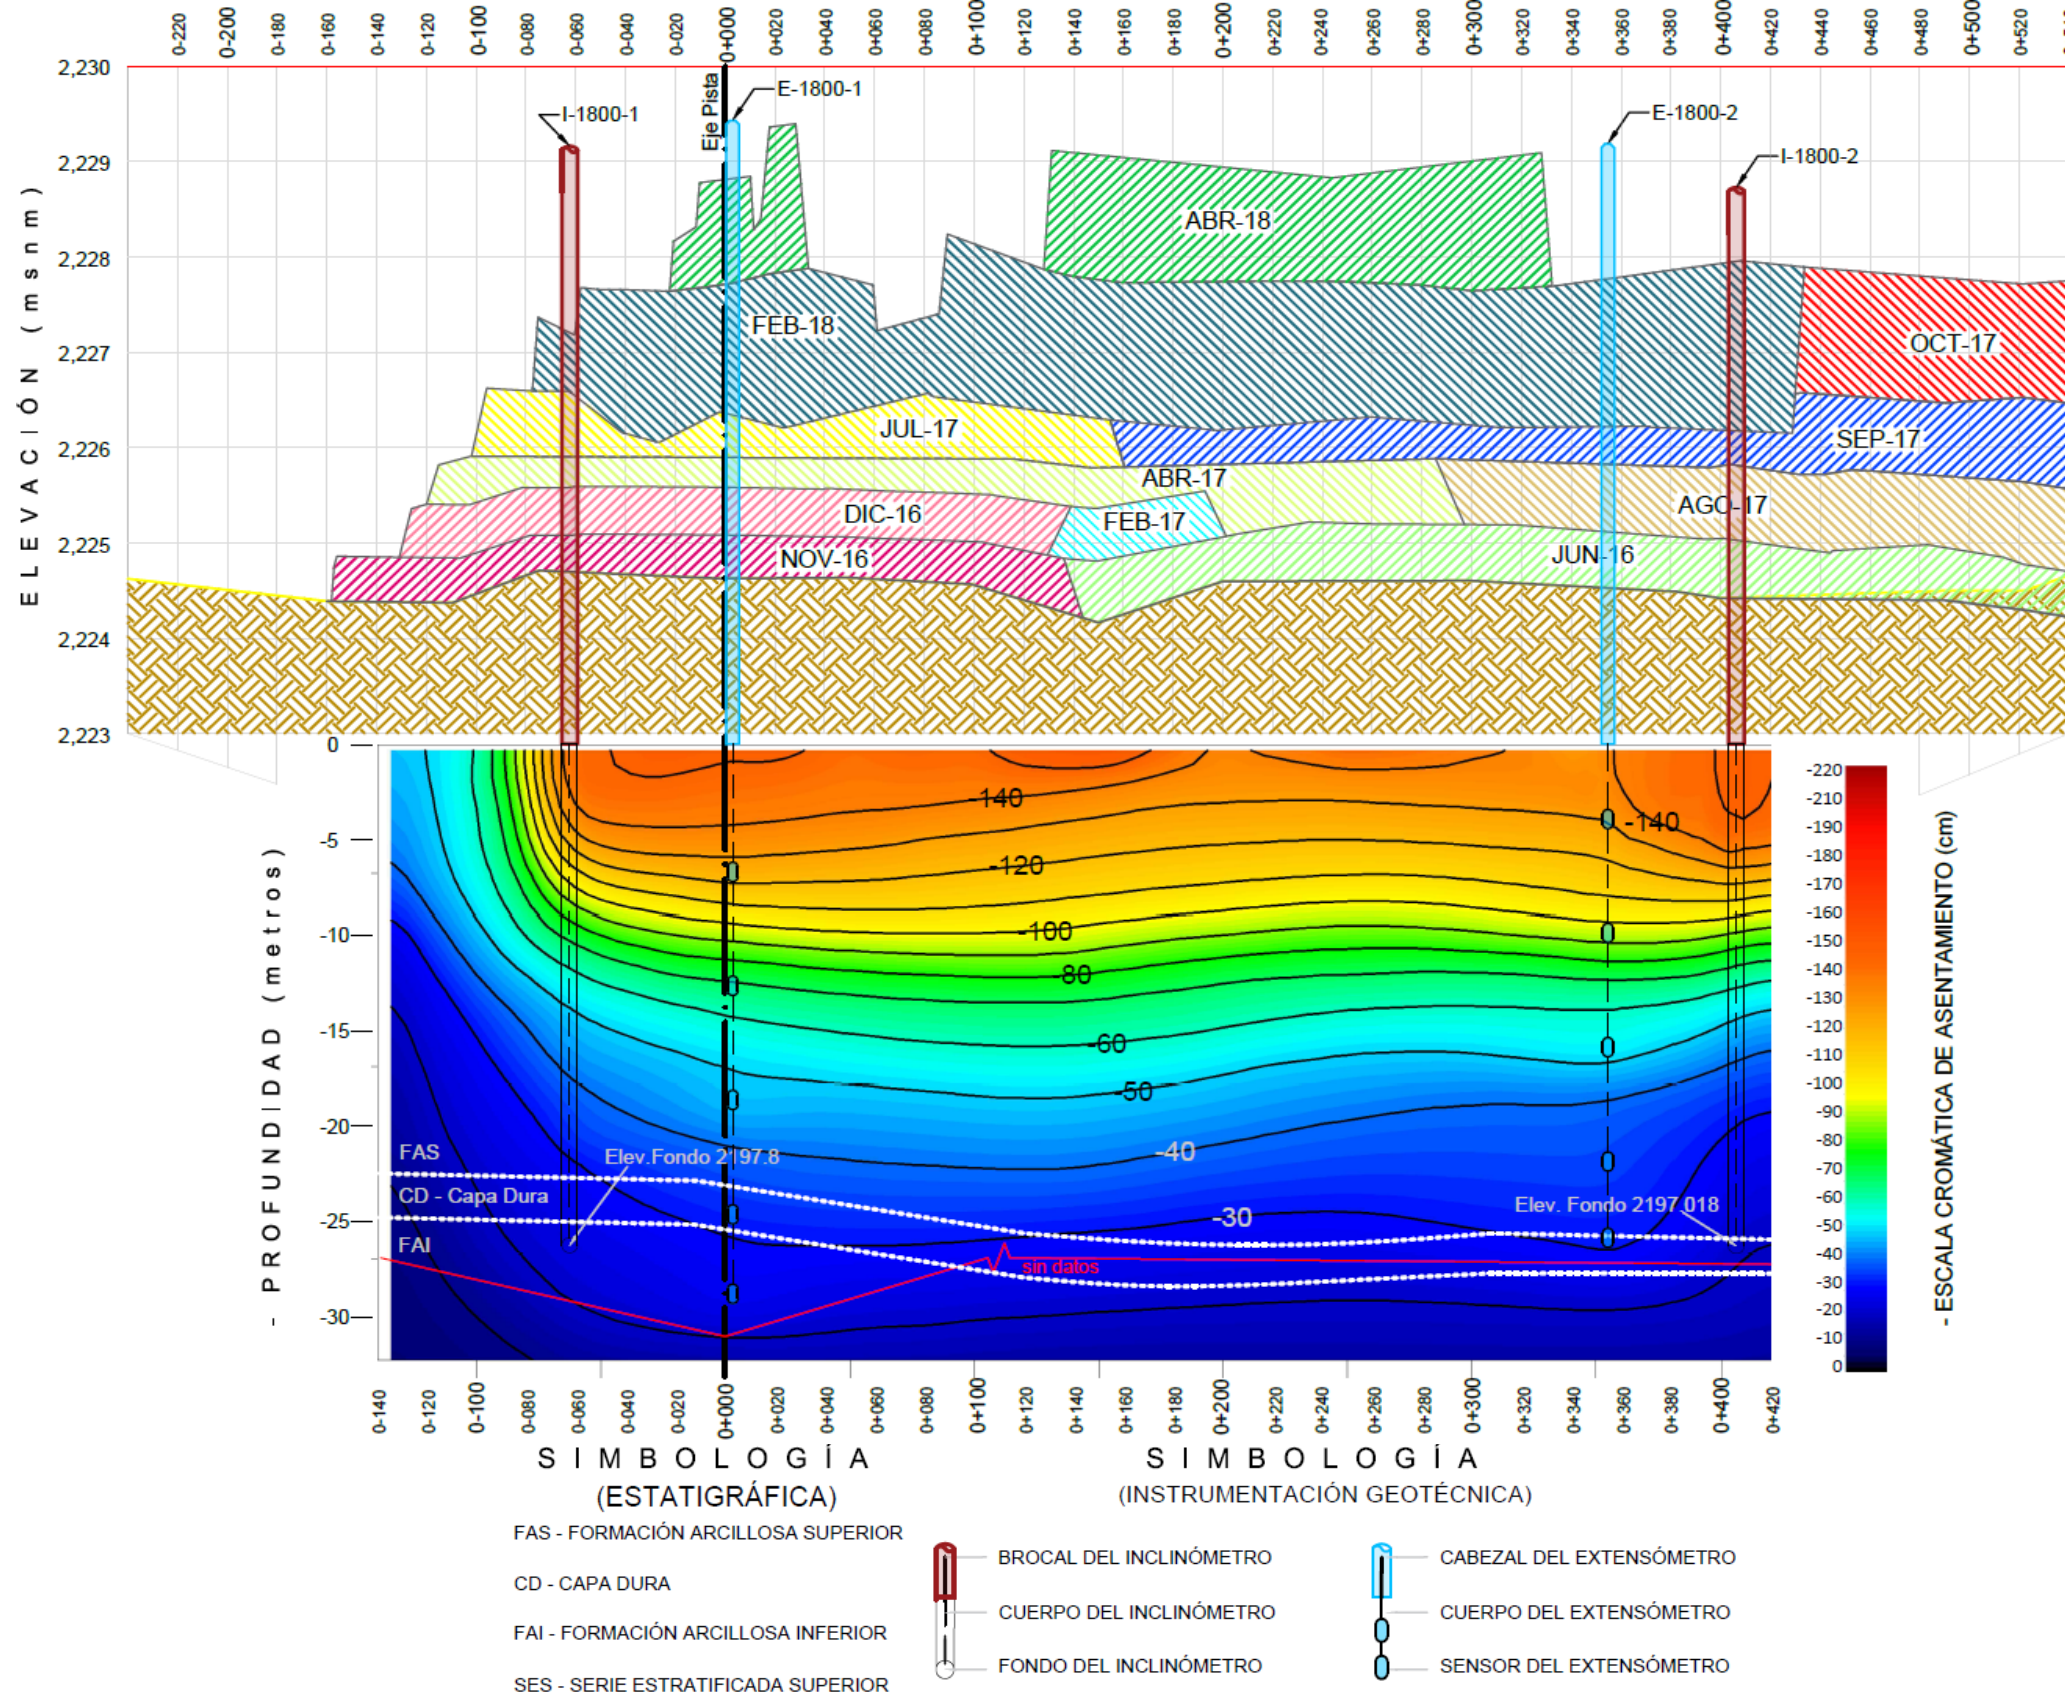 0-220 0-200 0-180 0-160 0-140 0-120 0-100 0-080 0-060 0-040 0-020 0+000 0+020 0+040 0+060 0+080 0+100 0+120 0+140 0+160 0+180 0+200 0+220 0+240 0+260 0+280 0+300 0+320 0+340 0+360 0+380 0+400 0+420 0+440 0+460 0+480 0+500 0+520
2,230
Eje Pista
E-1800-1
I-1800-1
E-1800-2
I-1800-2
2,229
ABR-18
2,228
FEB-18
2,227
OCT-17
JUL-17
SEP-17
2,226
ABR-17
AGO-17
DIC-16
FEB-17
2,225
NOV-16
JUN-16
2,224
2,223
ELEVACIÓN (msnm)
0
-5
-10
-15
-20
-25
-30
- PROFUNDIDAD (metros)
-140
-140
-120
-100
-80
-60
-50
-40
-30
FAS
Elev.Fondo 2197.8
CD - Capa Dura
Elev. Fondo 2197.018
FAI
sin datos
-220
-210
-190
-180
-170
-160
-150
-140
-130
-120
-110
-100
-90
-80
-70
-60
-50
-40
-30
-20
-10
0
- ESCALA CROMÁTICA DE ASENTAMIENTO (cm)
0-140 0-120 0-100 0-080 0-060 0-040 0-020 0+000 0+020 0+040 0+060 0+080 0+100 0+120 0+140 0+160 0+180 0+200 0+220 0+240 0+260 0+280 0+300 0+320 0+340 0+360 0+380 0+400 0+420
SIMBOLOGÍA
(ESTATIGRÁFICA)
FAS - FORMACIÓN ARCILLOSA SUPERIOR
CD - CAPA DURA
FAI - FORMACIÓN ARCILLOSA INFERIOR
SES - SERIE ESTRATIFICADA SUPERIOR
SIMBOLOGÍA
(INSTRUMENTACIÓN GEOTÉCNICA)
BROCAL DEL INCLINÓMETRO
CUERPO DEL INCLINÓMETRO
FONDO DEL INCLINÓMETRO
CABEZAL DEL EXTENSÓMETRO
CUERPO DEL EXTENSÓMETRO
SENSOR DEL EXTENSÓMETRO